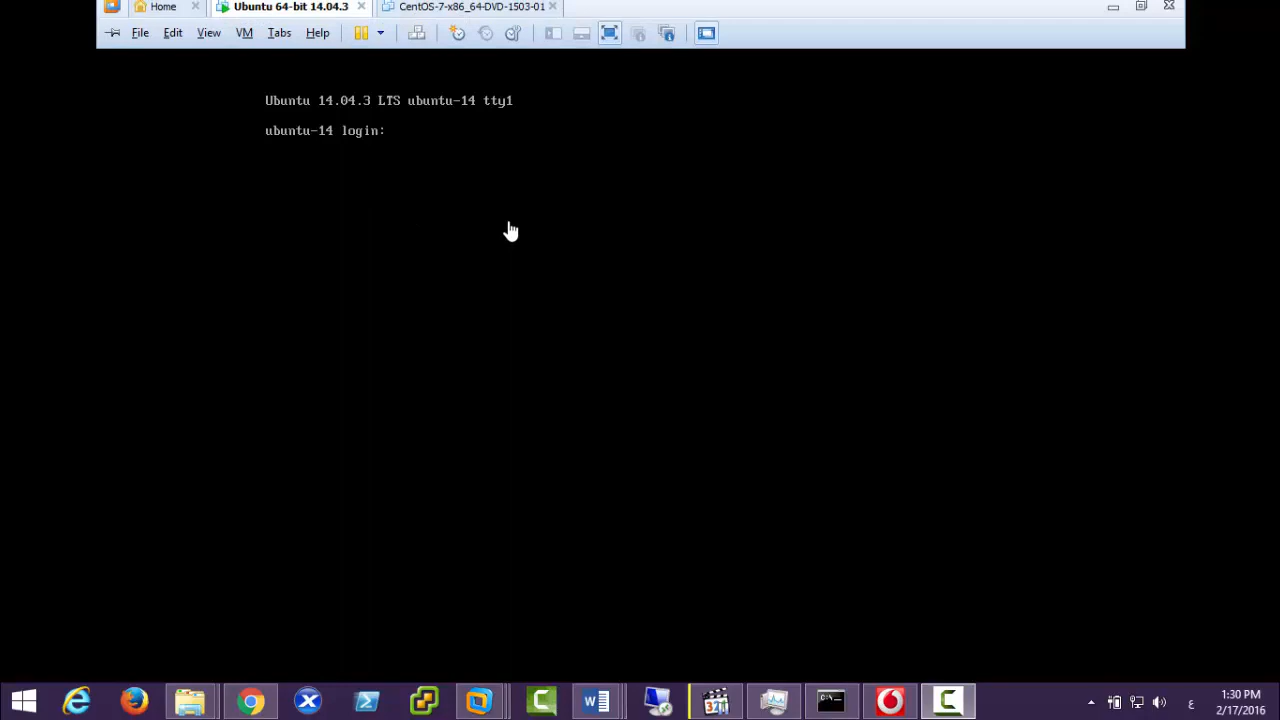 Home
Ubuntu 64-bit 14.04.3
CentOS-7-x86_64-DVD-1503-01
File Edit View VM Tabs Help
Ubuntu 14.04.3 LTS ubuntu-14 tty1
ubuntu-14 login:
321
C:\_
ع
1:30 PM
2/17/2016